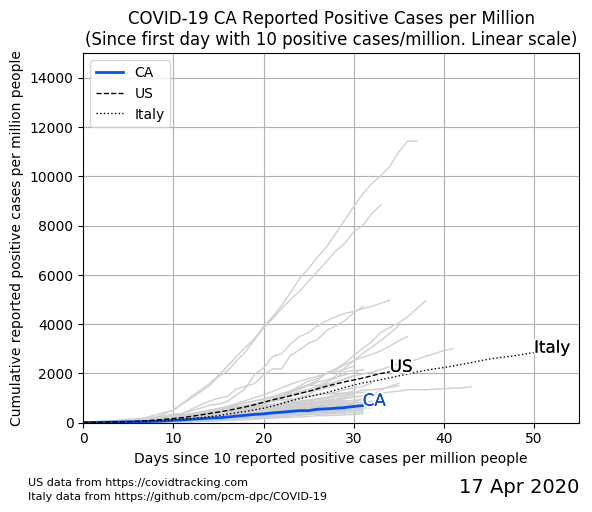 COVID-19 CA Reported Positive Cases per Million
(Since first day with 10 positive cases/million. Linear scale)
Cumulative reported positive cases per million people
14000
12000
10000
8000
6000
4000
2000
0
CA
US
Italy
Italy
US
CA
0
10
20
30
40
50
Days since 10 reported positive cases per million people
US data from https://covidtracking.com
Italy data from https://github.com/pcm-dpc/COVID-19
17 Apr 2020